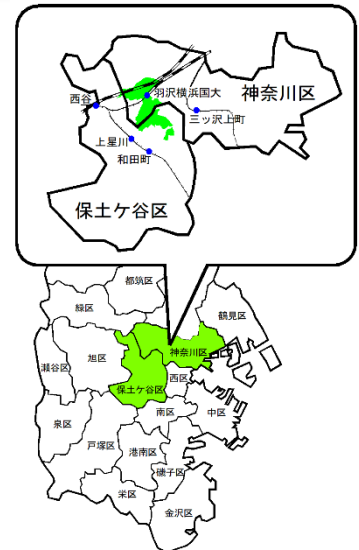 西谷
羽沢横浜国大
神奈川区
三ッ沢上町
上星川
和田町
保土ケ谷区
都筑区
緑区
鶴見区
旭区
神奈川区
瀬谷区
保土ケ谷区
西区
泉区
南区
中区
戸塚区
港南区
磯子区
栄区
金沢区